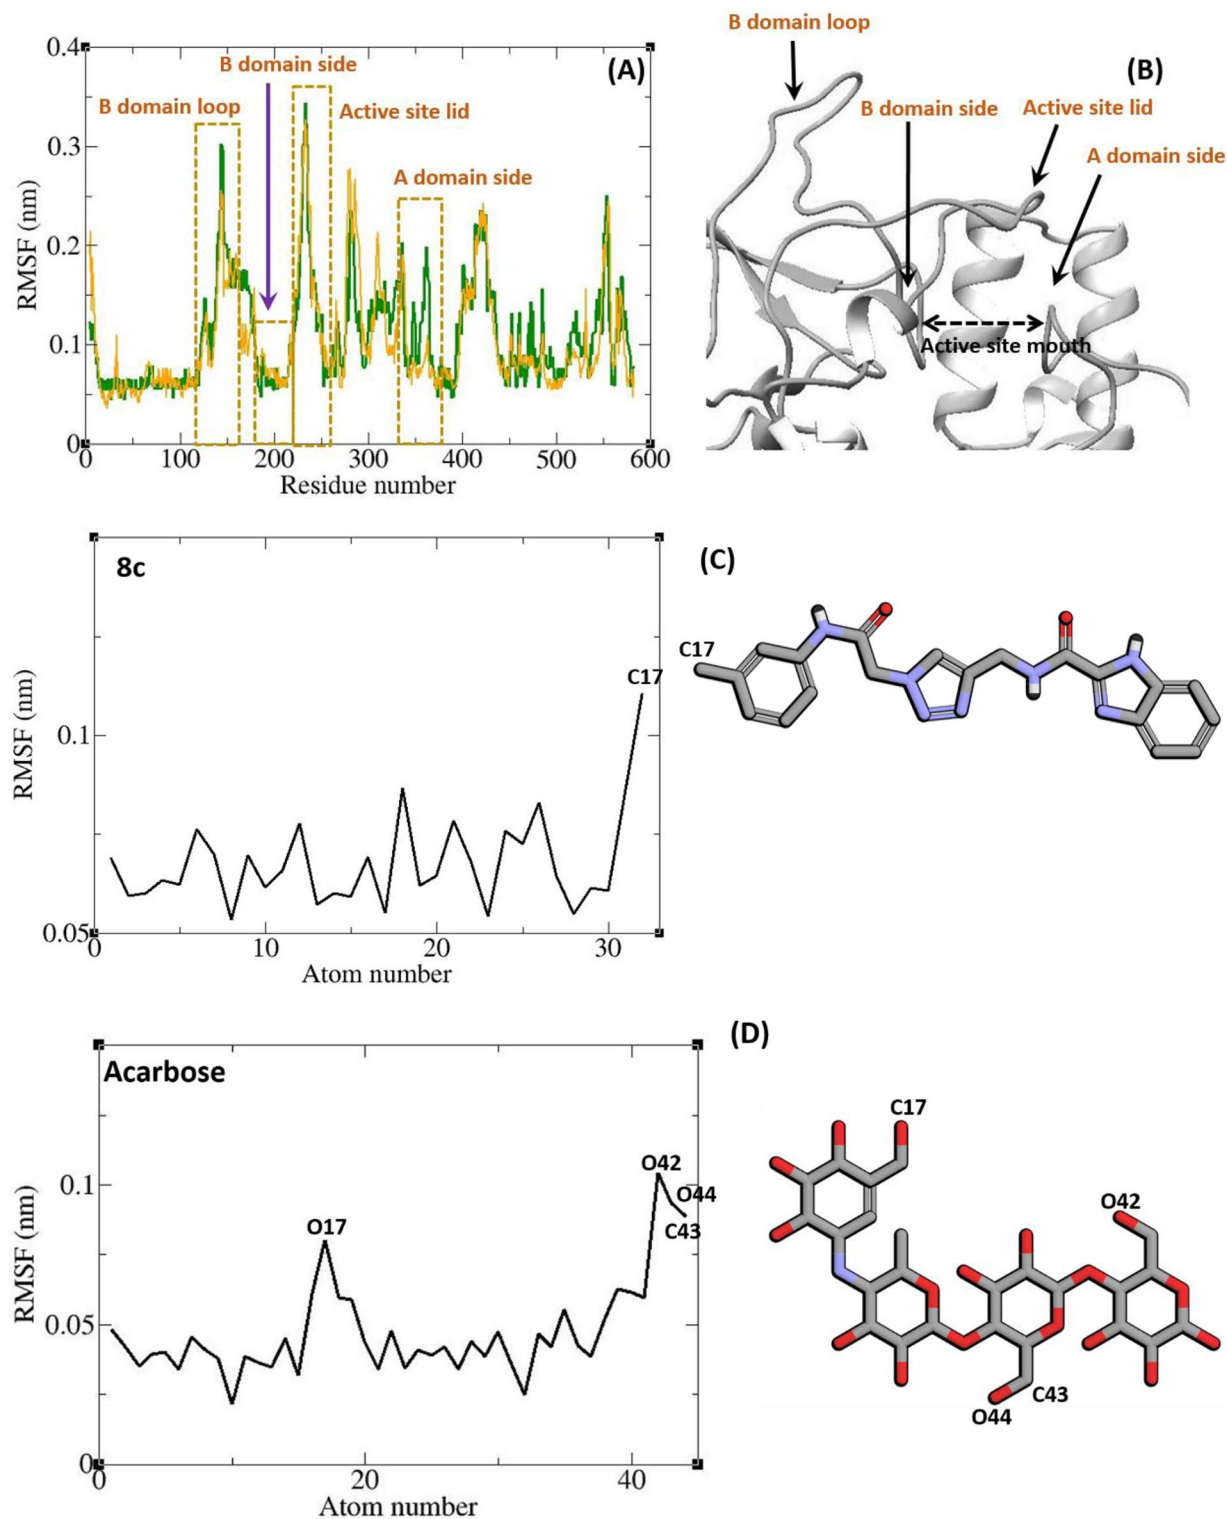 (A)
0.4
0.3
0.2
0.1
0
RMSF (nm)
B domain side
B domain loop
Active site lid
A domain side
0 100 200 300 400 500 600
Residue number
(B)
B domain loop
B domain side
Active site lid
A domain side
Active site mouth
8c
RMSF (nm)
0.1
0.05
C17
0 10 20 30
Atom number
(C)
C17
Acarbose
RMSF (nm)
0.1
0.05
0
O17
O42
O44
C43
0 20 40
Atom number
(D)
C17
O42
C43
O44